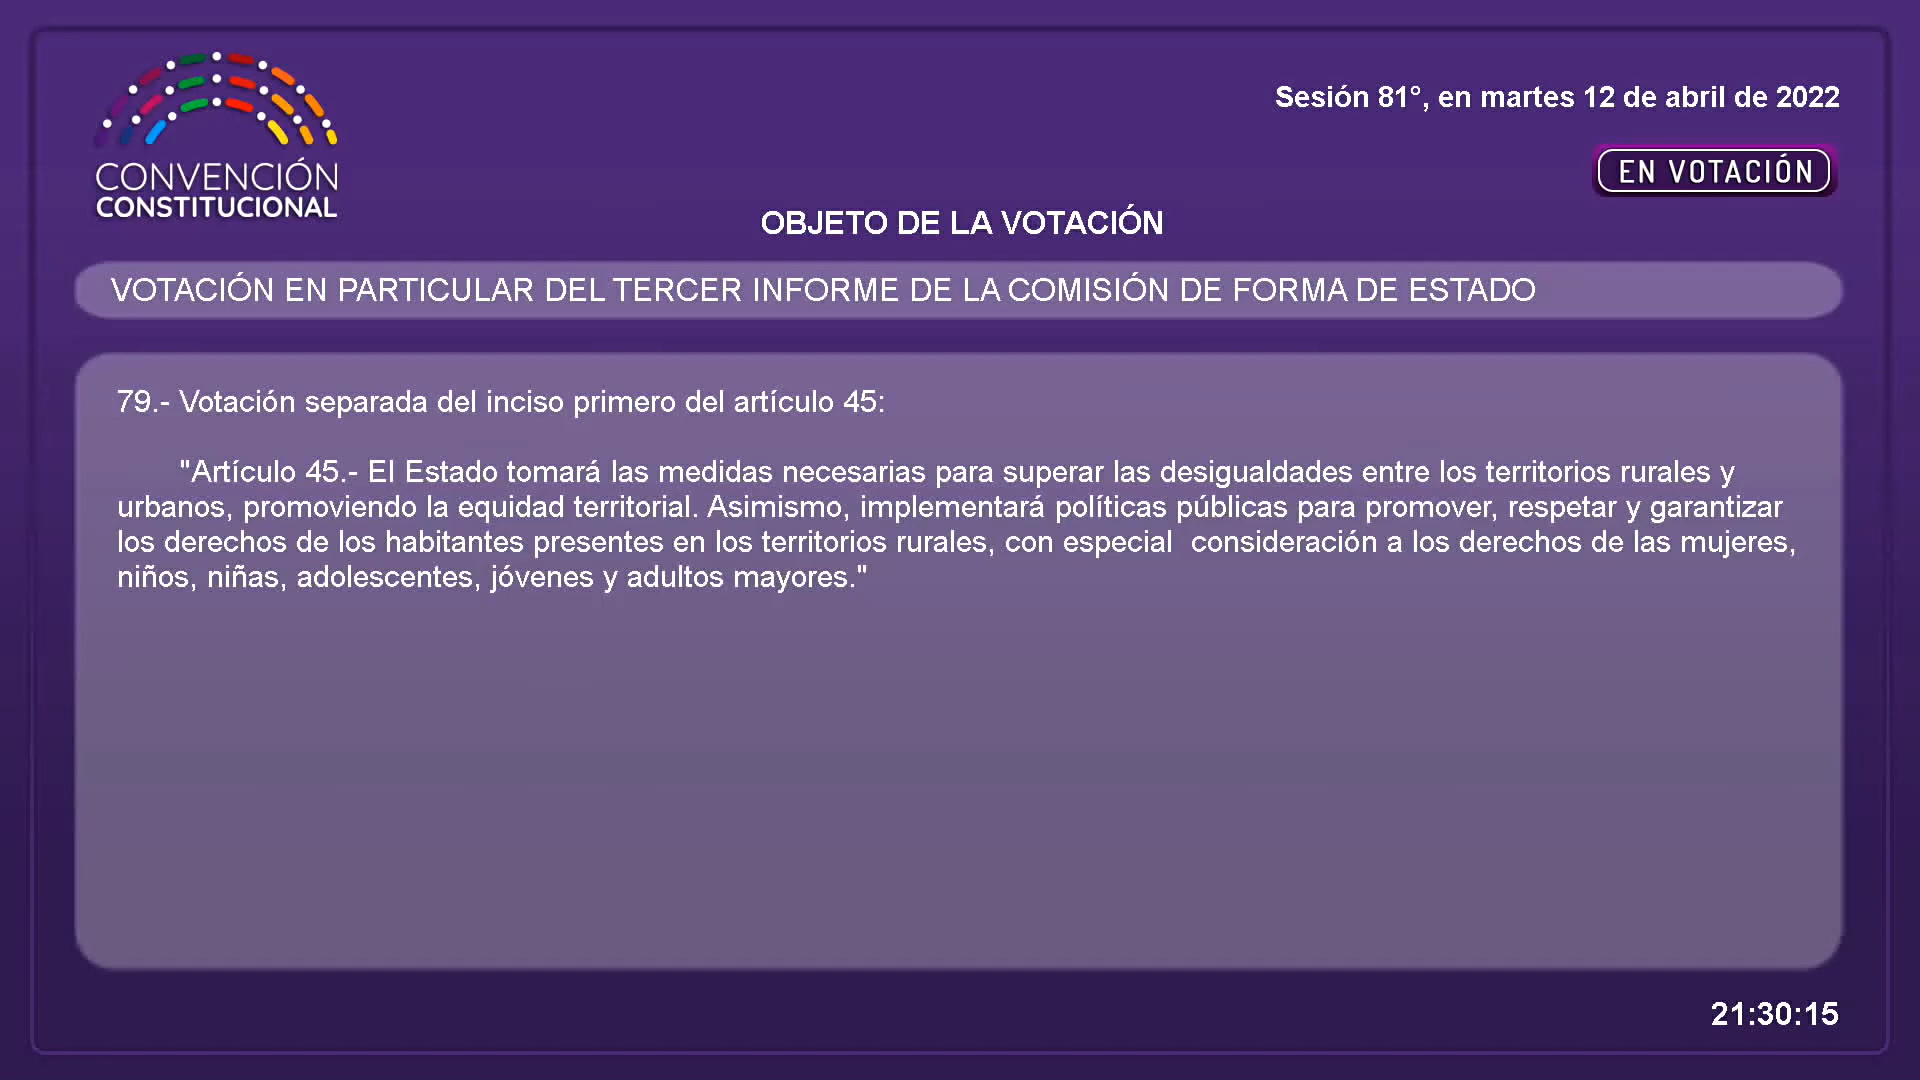 CONVENCIÓN
CONSTITUCIONAL
Sesión 81°, en martes 12 de abril de 2022
EN VOTACIÓN
OBJETO DE LA VOTACIÓN
VOTACIÓN EN PARTICULAR DEL TERCER INFORME DE LA COMISIÓN DE FORMA DE ESTADO
79.- Votación separada del inciso primero del artículo 45:
"Artículo 45.- El Estado tomará las medidas necesarias para superar las desigualdades entre los territorios rurales y
urbanos, promoviendo la equidad territorial. Asimismo, implementará políticas públicas para promover, respetar y garantizar
los derechos de los habitantes presentes en los territorios rurales, con especial  consideración a los derechos de las mujeres,
niños, niñas, adolescentes, jóvenes y adultos mayores."
21:30:15